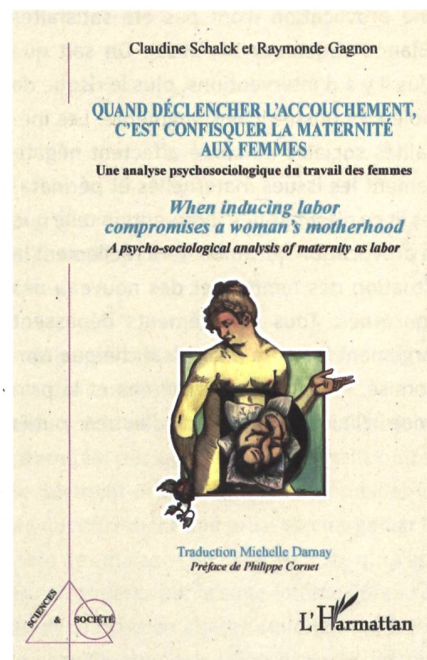 Claudine Schalck et Raymonde Gagnon
QUAND DÉCLENCHER L'ACCOUCHEMENT,
C'EST CONFISQUER LA MATERNITÉ
AUX FEMMES
Une analyse psychosociologique du travail des femmes
When inducing labor
compromises a woman's motherhood
A psycho-sociological analysis of maternity as labor
Traduction Michelle Darnay
Préface de Philippe Cornet
SCIENCES
&
SOCIÉTÉ
L'Harmattan